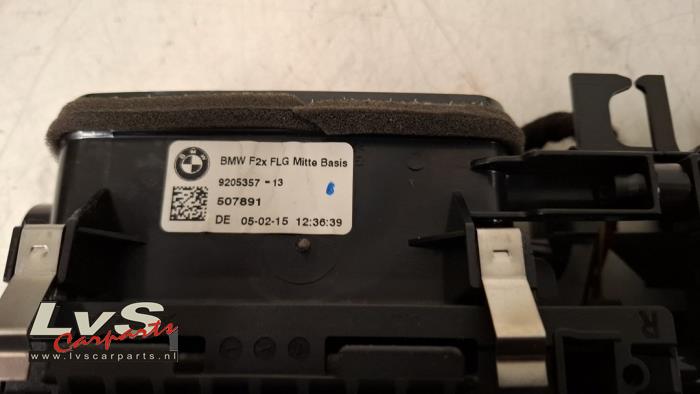 BMW
BMW F2x FLG Mitte Basis
9205357 - 13
507891
DE 05-02-15 12:36:39
R
LvS
Carparts
www.lvscarparts.nl